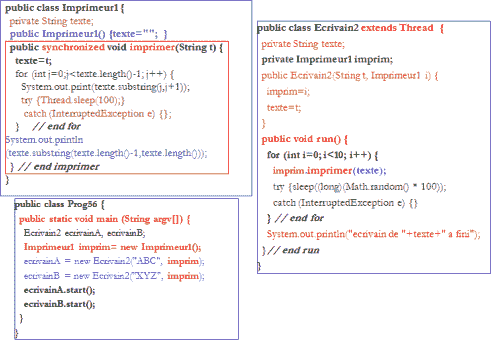 public class Imprimeur1 {
private String texte;
public Imprimeur1() {texte="";  }
public synchronized void imprimer(String t) {
texte=t;
for (int j=0;j<texte.length()-1; j++) {
System.out.print(texte.substring(j,j+1));
try {Thread.sleep(100);}
catch (InterruptedException e) {};
}    // end for
System.out.println
(texte.substring(texte.length()-1,texte.length()));
} // end imprimer
}
public class Prog56 {
public static void main (String argv[]) {
Ecrivain2 ecrivainA, ecrivainB;
Imprimeur1 imprim= new Imprimeur1();
ecrivainA = new Ecrivain2("ABC", imprim);
ecrivainB = new Ecrivain2("XYZ", imprim);
ecrivainA.start();
ecrivainB.start();
}
}
public class Ecrivain2 extends Thread  {
private String texte;
private Imprimeur1 imprim;
public Ecrivain2(String t, Imprimeur1 i) {
imprim=i;
texte=t;
}
public void run() {
for (int i=0; i<10; i++) {
imprim.imprimer(texte);
try {sleep((long)(Math.random() * 100));
catch (InterruptedException e) {}
} // end for
System.out.println("ecrivain de "+texte+" a fini");
} // end run
}